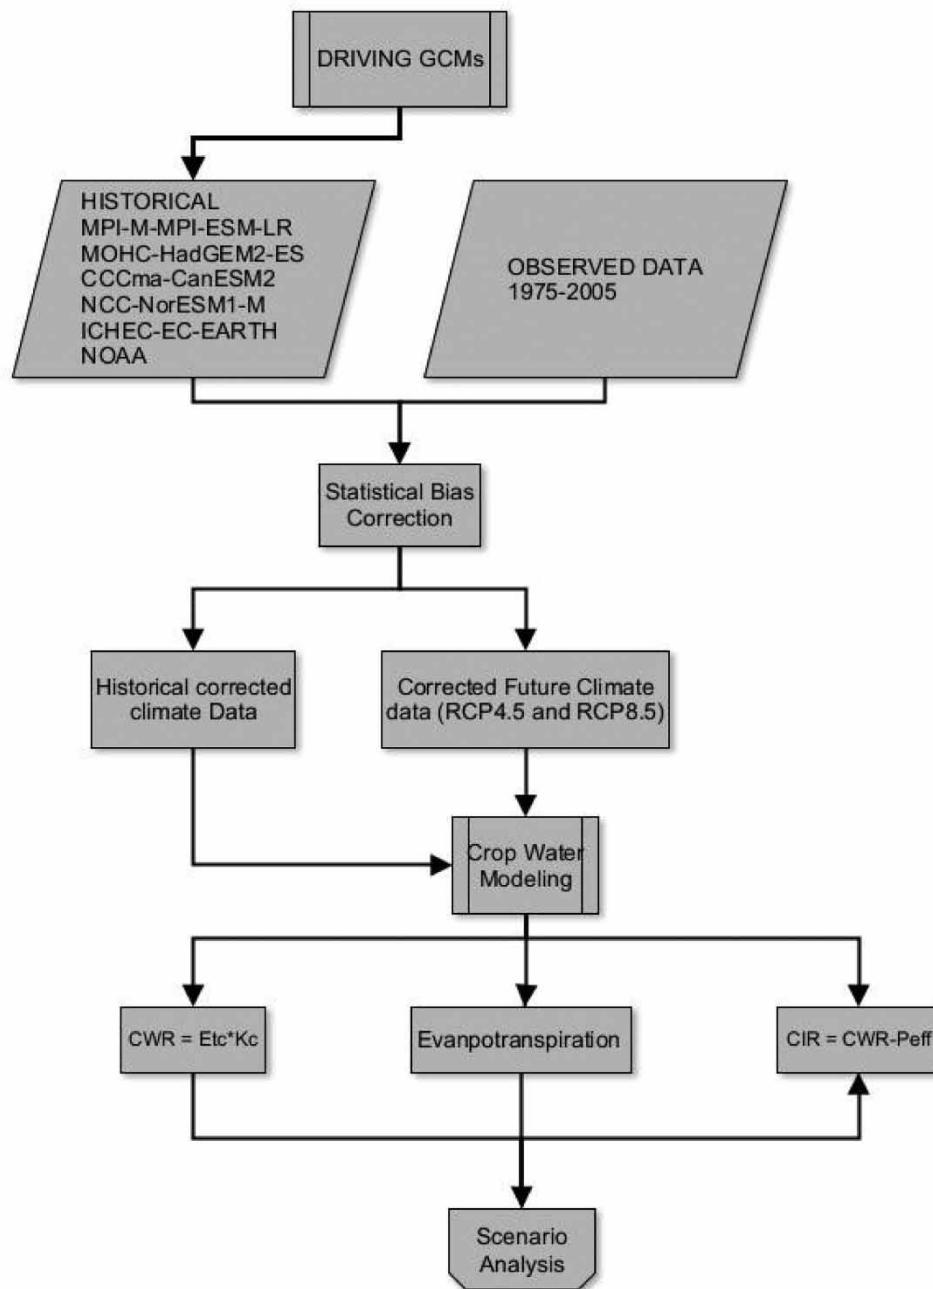 DRIVING GCMs
HISTORICAL
MPI-M-MPI-ESM-LR
MOHC-HadGEM2-ES
CCCma-CanESM2
NCC-NorESM1-M
ICHEC-EC-EARTH
NOAA
OBSERVED DATA
1975-2005
Statistical Bias
Correction
Historical corrected
climate Data
Corrected Future Climate
data (RCP4.5 and RCP8.5)
Crop Water
Modeling
CWR = Etc*Kc
Evanpotranspiration
CIR = CWR-Peff
Scenario
Analysis